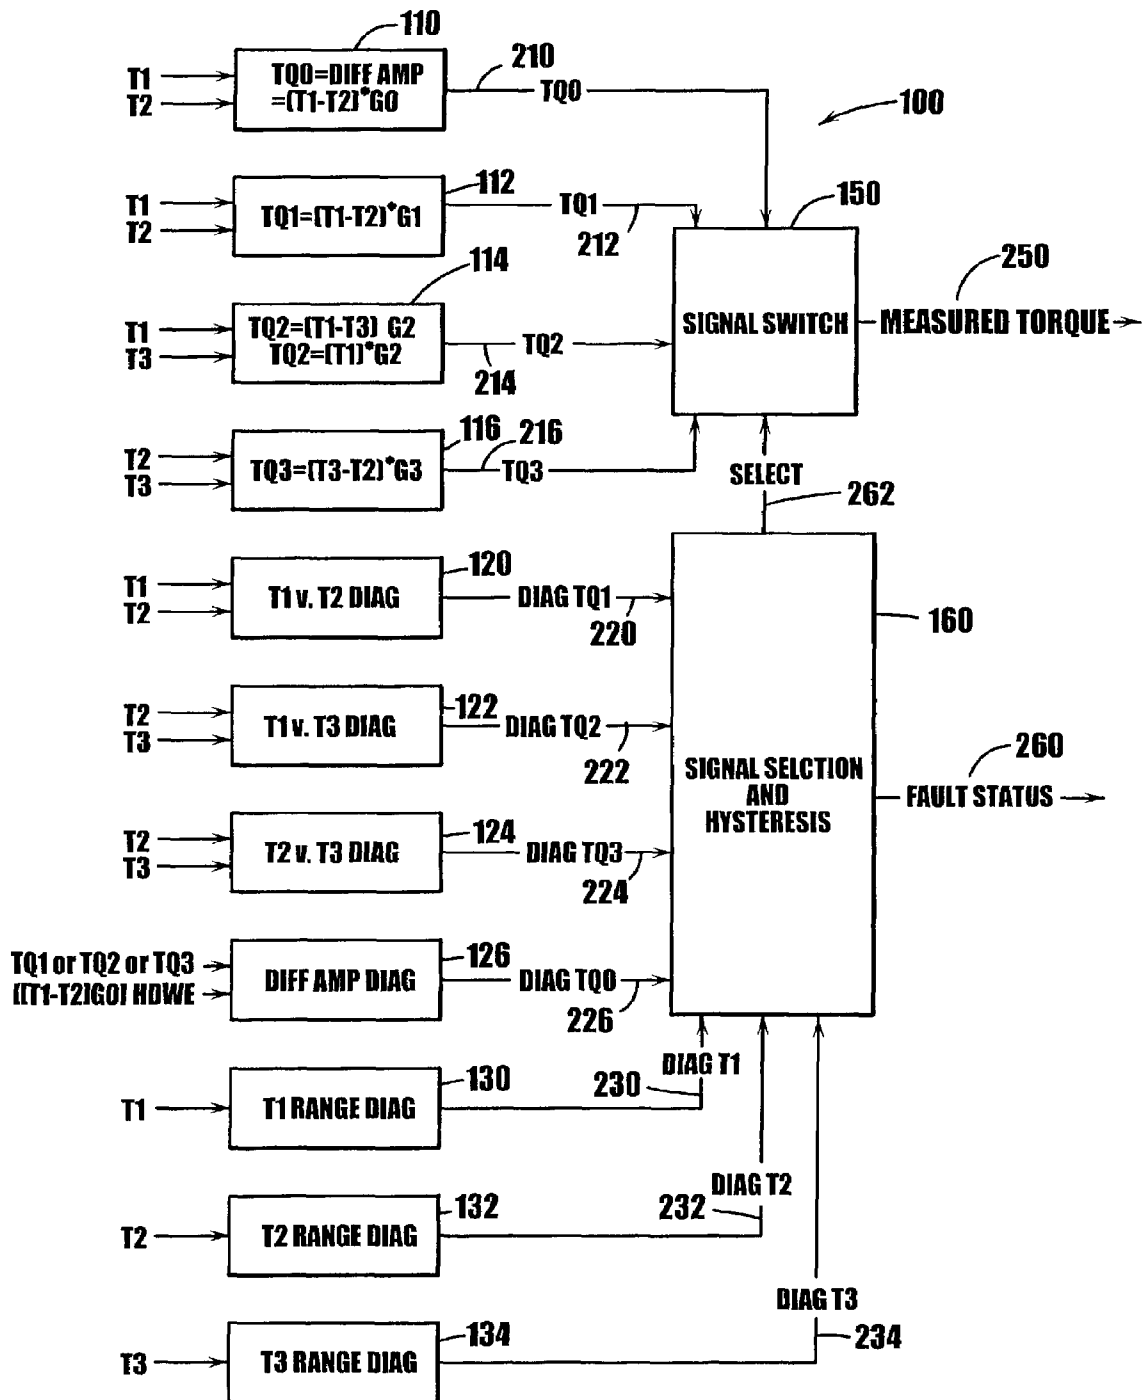 110
T1
T2
TQ0=DIFF AMP
=(T1-T2)*G0
210
TQ0
100
T1
T2
112
TQ1=(T1-T2)*G1
TQ1
212
150
SIGNAL SWITCH
250
MEASURED TORQUE
114
T1
T3
TQ2=(T1-T3) G2
TQ2=(T1)*G2
TQ2
214
T2
T3
116
TQ3=(T3-T2)*G3
216
TQ3
SELECT
262
T1
T2
120
T1 v. T2 DIAG
DIAG TQ1
220
160
T2
T3
122
T1 v. T3 DIAG
DIAG TQ2
222
SIGNAL SELCTION
AND
HYSTERESIS
260
FAULT STATUS
T2
T3
124
T2 v. T3 DIAG
DIAG TQ3
224
TQ1 or TQ2 or TQ3
[(T1-T2]GO] HDWE
126
DIFF AMP DIAG
DIAG TQ0
226
T1
130
T1 RANGE DIAG
DIAG T1
230
T2
132
T2 RANGE DIAG
DIAG T2
232
T3
134
T3 RANGE DIAG
DIAG T3
234